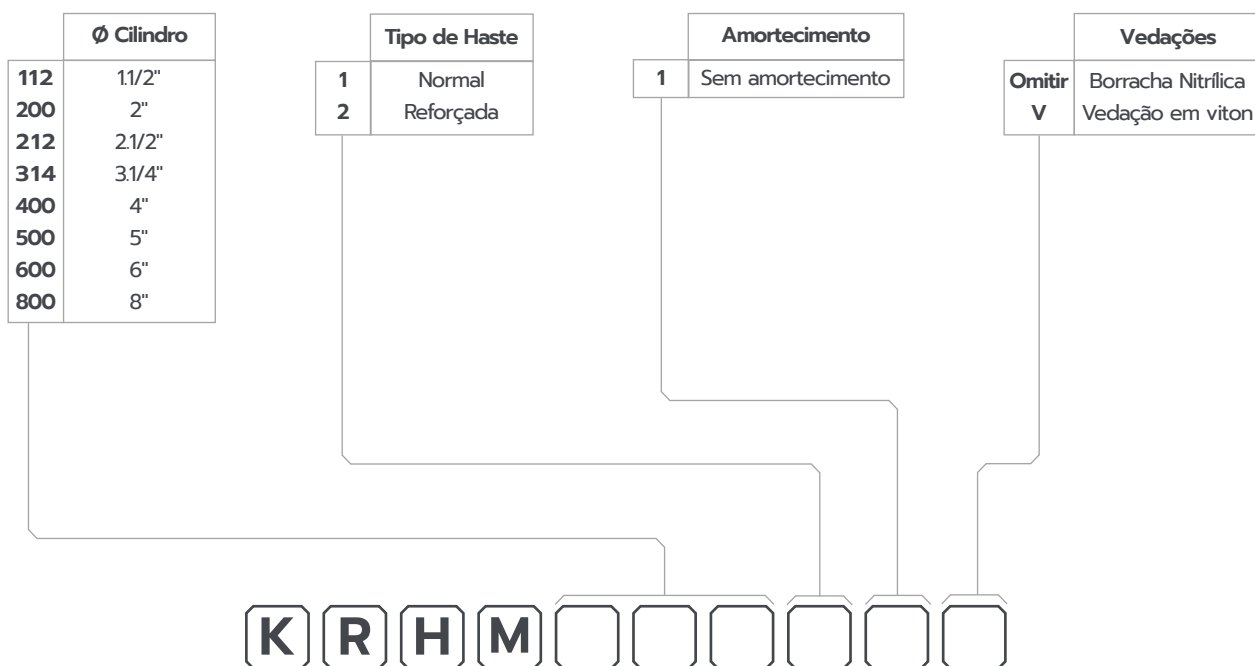 Ø Cilindro
112 1.1/2"
200 2"
212 2.1/2"
314 3.1/4"
400 4"
500 5"
600 6"
800 8"
Tipo de Haste
1 Normal
2 Reforçada
Amortecimento
1 Sem amortecimento
Vedações
Omitir Borracha Nitrílica
V Vedação em viton
K R H M